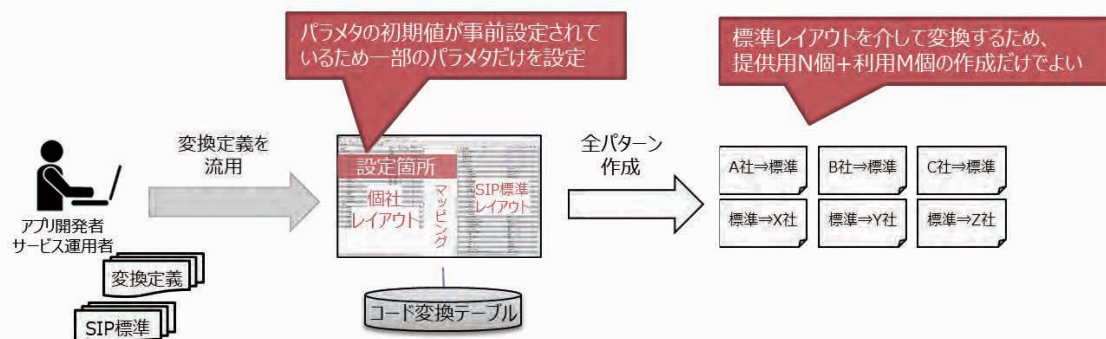 パラメタの初期値が事前設定されて
いるため一部のパラメタだけを設定
標準レイアウトを介して変換するため、
提供用N個+利用M個の作成だけでよい
アプリ開発者
サービス運用者
変換定義
SIP標準
変換定義を
流用
設定箇所
個社
レイアウト
マッピング
SIP標準
レイアウト
コード変換テーブル
全パターン
作成
A社⇒標準
B社⇒標準
C社⇒標準
標準⇒X社
標準⇒Y社
標準⇒Z社